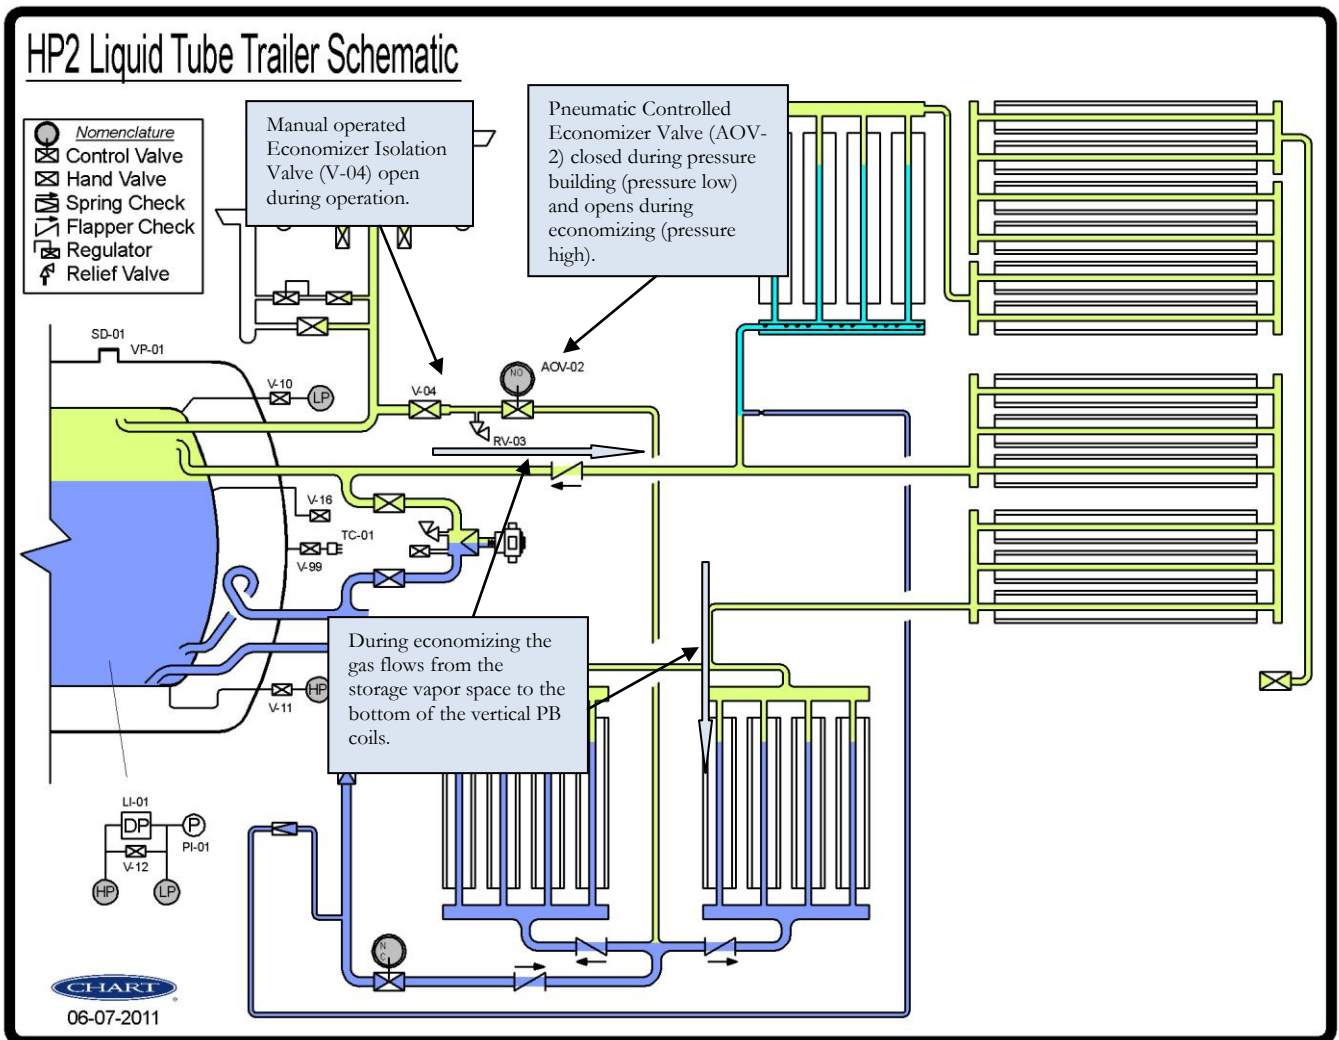 HP2 Liquid Tube Trailer Schematic
Nomenclature
Control Valve
Hand Valve
Spring Check
Flapper Check
Regulator
Relief Valve
Manual operated
Economizer Isolation
Valve (V-04) open
during operation.
Pneumatic Controlled
Economizer Valve (AOV-
2) closed during pressure
building (pressure low)
and opens during
economizing (pressure
high).
SD-01
VP-01
V-10
LP
V-04
NO
AOV-02
RV-03
V-16
TC-01
V-99
During economizing the
gas flows from the
storage vapor space to the
bottom of the vertical PB
coils.
V-11
HP
LI-01
DP
P
PI-01
V-12
HP
LP
N
C
CHART
06-07-2011